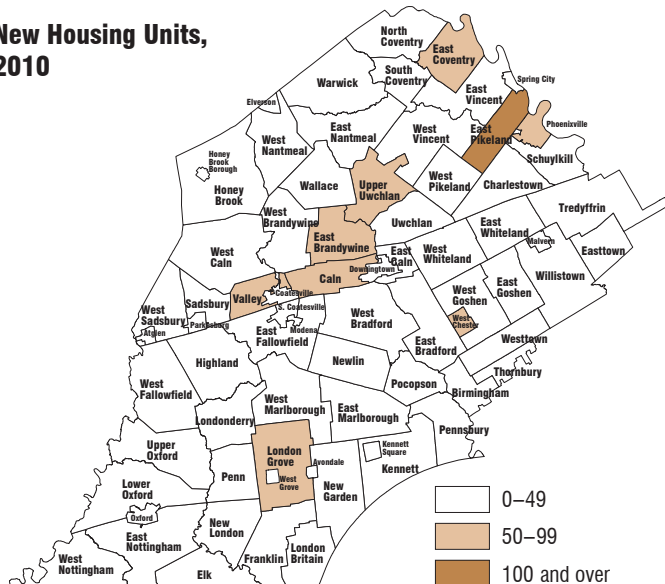 New Housing Units,
2010
North
Coventry
East
Coventry
South
Coventry
Warwick
Spring City
East
Vincent
Elverson
Phoenixville
East
Nantmeal
West
Vincent
East
Pikeland
West
Nantmeal
Schuylkill
Honey
Brook
Borough
Honey
Brook
Wallace
Upper
Uwchlan
West
Pikeland
Charlestown
Tredyffrin
West
Brandywine
Uwchlan
East
Whiteland
East
Brandywine
Malvern
Easttown
West
Caln
East
Caln
West
Whiteland
Downingtown
Caln
Willistown
West
Goshen
East
Goshen
Coatesville
Valley
Sadsbury
S. Coatesville
West
Sadsbury
Parkesburg
West
Bradford
West
Chester
Atglen
East
Fallowfield
Modena
East
Bradford
Westtown
Highland
Newlin
Thornbury
West
Fallowfield
Pocopson
Birmingham
West
Marlborough
East
Marlborough
Londonderry
Pennsbury
Upper
Oxford
London
Grove
Kennett
Square
Avondale
Kennett
Penn
West
Grove
New
Garden
Lower
Oxford
Oxford
New
London
East
Nottingham
Franklin
London
Britain
West
Nottingham
Elk
0–49
50–99
100 and over